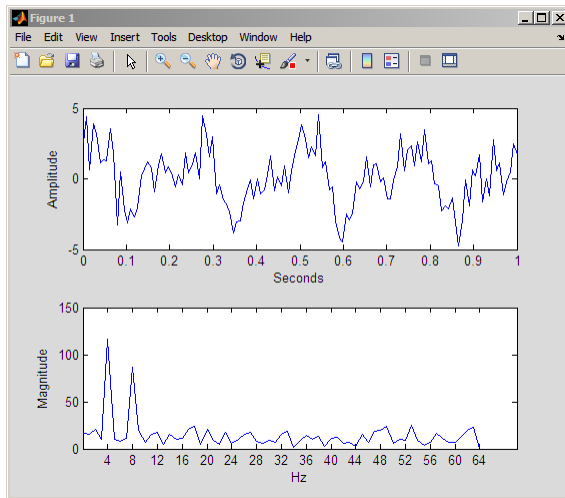 Figure 1
File Edit View Insert Tools Desktop Window Help
5
0
-5
Amplitude
0 0.1 0.2 0.3 0.4 0.5 0.6 0.7 0.8 0.9 1
Seconds
150
100
50
0
Magnitude
4 8 12 16 20 24 28 32 36 40 44 48 52 56 60 64
Hz